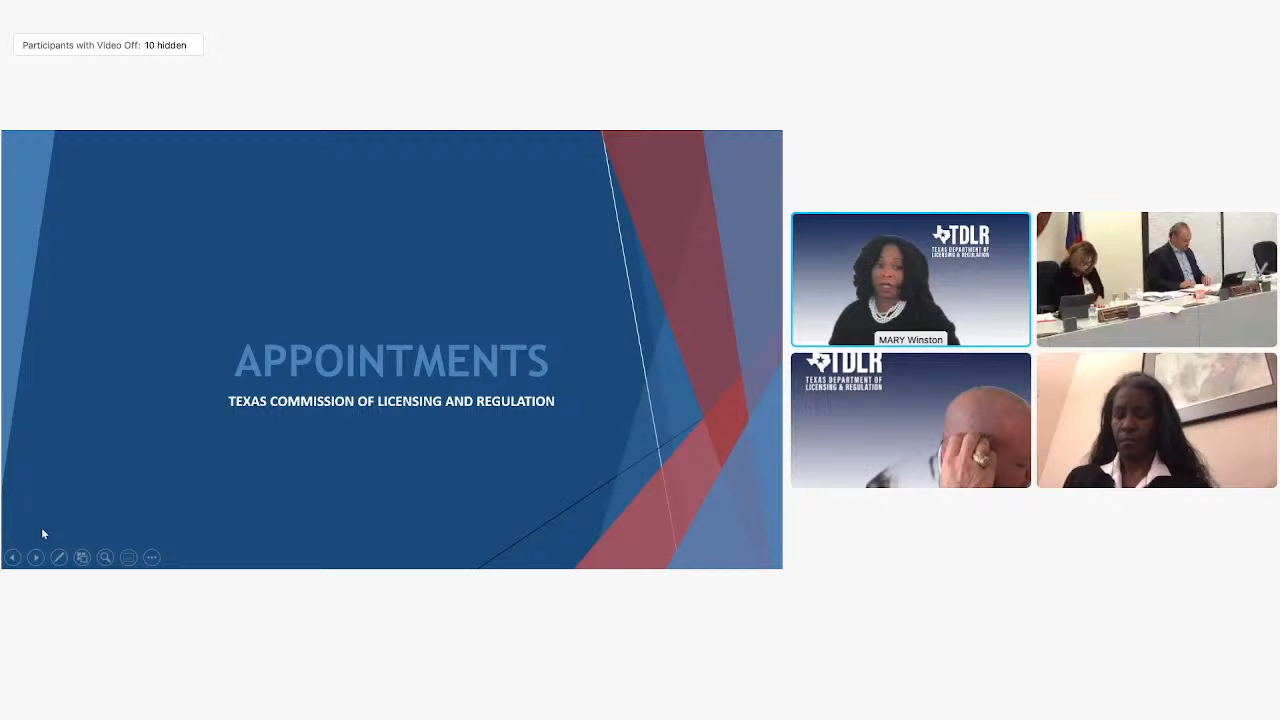 Participants with Video Off: 10 hidden
APPOINTMENTS
TEXAS COMMISSION OF LICENSING AND REGULATION
TDLR
TEXAS DEPARTMENT OF
LICENSING & REGULATION
MARY Winston
TDLR
TEXAS DEPARTMENT OF
LICENSING & REGULATION